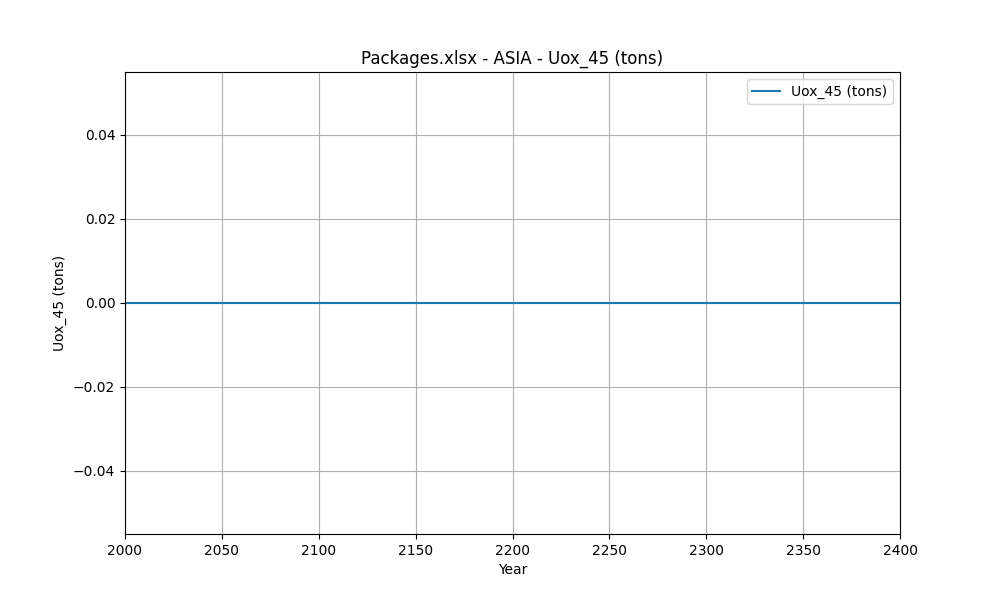 Packages.xlsx - ASIA - Uox_45 (tons)
Uox_45 (tons)
0.04
0.02
0.00
−0.02
−0.04
Uox_45 (tons)
2000 2050 2100 2150 2200 2250 2300 2350 2400
Year